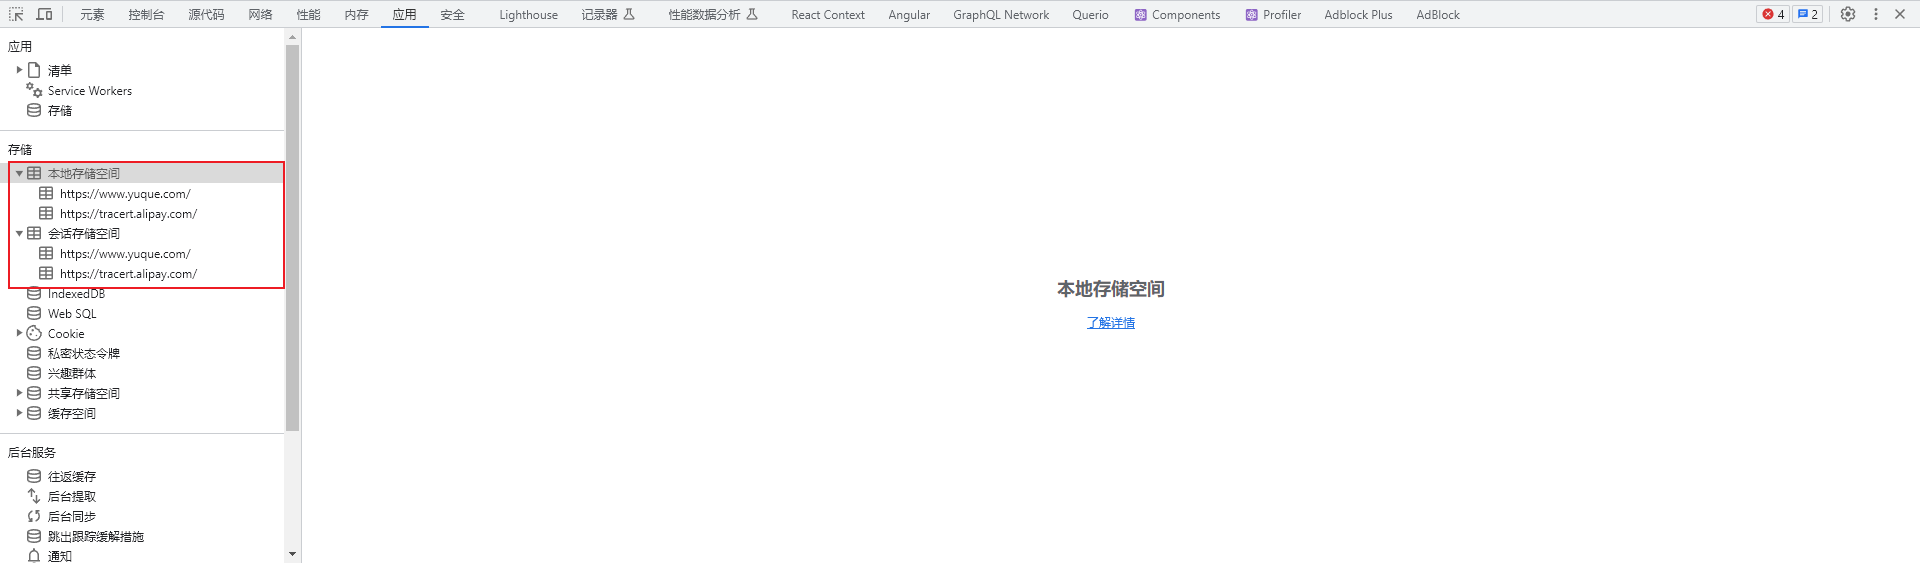 元素 控制台 源代码 网络 性能 内存 应用 安全 Lighthouse 记录器 性能数据分析 React Context Angular GraphQL Network Querio Components Profiler Adblock Plus AdBlock 4 2
应用
清单
Service Workers
存储
存储
本地存储空间
https://www.yuque.com/
https://tracert.alipay.com/
会话存储空间
https://www.yuque.com/
https://tracert.alipay.com/
IndexedDB
Web SQL
Cookie
私密状态令牌
兴趣群体
共享存储空间
缓存空间
后台服务
往返缓存
后台提取
后台同步
跳出跟踪缓解措施
通知
本地存储空间
了解详情